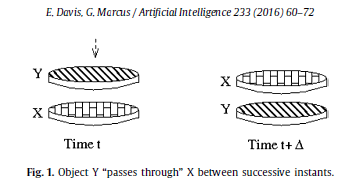 E. Davis, G. Marcus / Artificial Intelligence 233 (2016) 60–72
Y
X
X
Y
Time t
Time t+ Δ
Fig. 1. Object Y “passes through” X between successive instants.